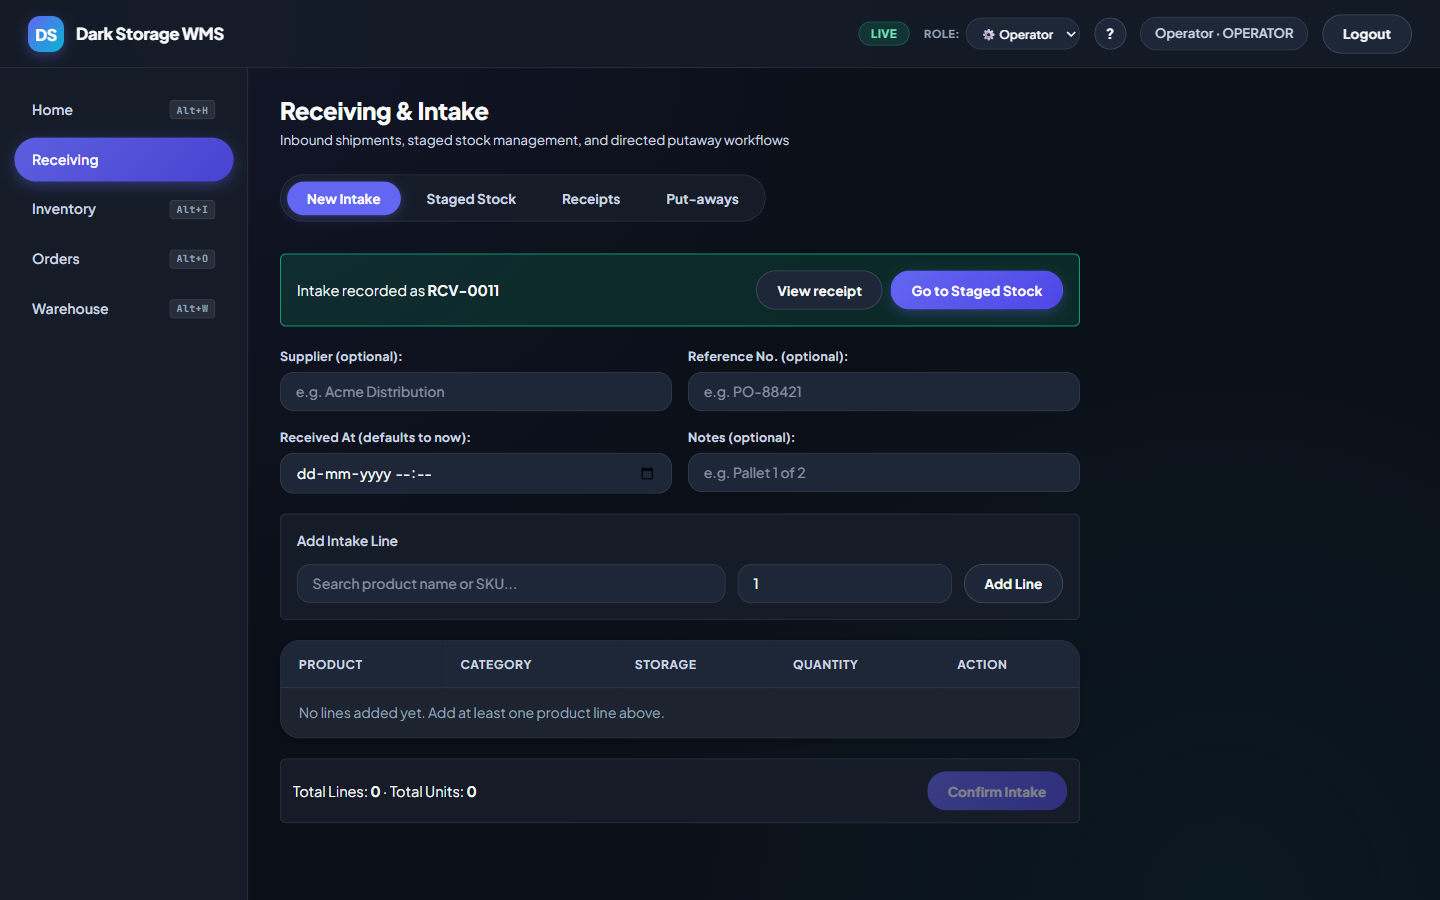 DS Dark Storage WMS
LIVE ROLE: Operator ? Operator · OPERATOR Logout
Home Alt+H
Receiving
Inventory Alt+I
Orders Alt+O
Warehouse Alt+W
Receiving & Intake
Inbound shipments, staged stock management, and directed putaway workflows
New Intake Staged Stock Receipts Put-aways
Intake recorded as RCV-0011 View receipt Go to Staged Stock
Supplier (optional): Reference No. (optional):
e.g. Acme Distribution e.g. PO-88421
Received At (defaults to now): Notes (optional):
dd-mm-yyyy --:-- e.g. Pallet 1 of 2
Add Intake Line
Search product name or SKU... 1 Add Line
PRODUCT CATEGORY STORAGE QUANTITY ACTION
No lines added yet. Add at least one product line above.
Total Lines: 0 · Total Units: 0 Confirm Intake